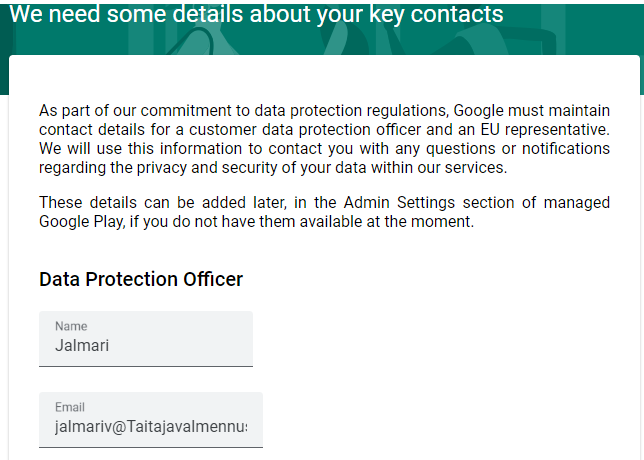 We need some details about your key contacts
As part of our commitment to data protection regulations, Google must maintain
contact details for a customer data protection officer and an EU representative.
We will use this information to contact you with any questions or notifications
regarding the privacy and security of your data within our services.
These details can be added later, in the Admin Settings section of managed
Google Play, if you do not have them available at the moment.
Data Protection Officer
Name
Jalmari
Email
jalmariv@Taitajavalmennu